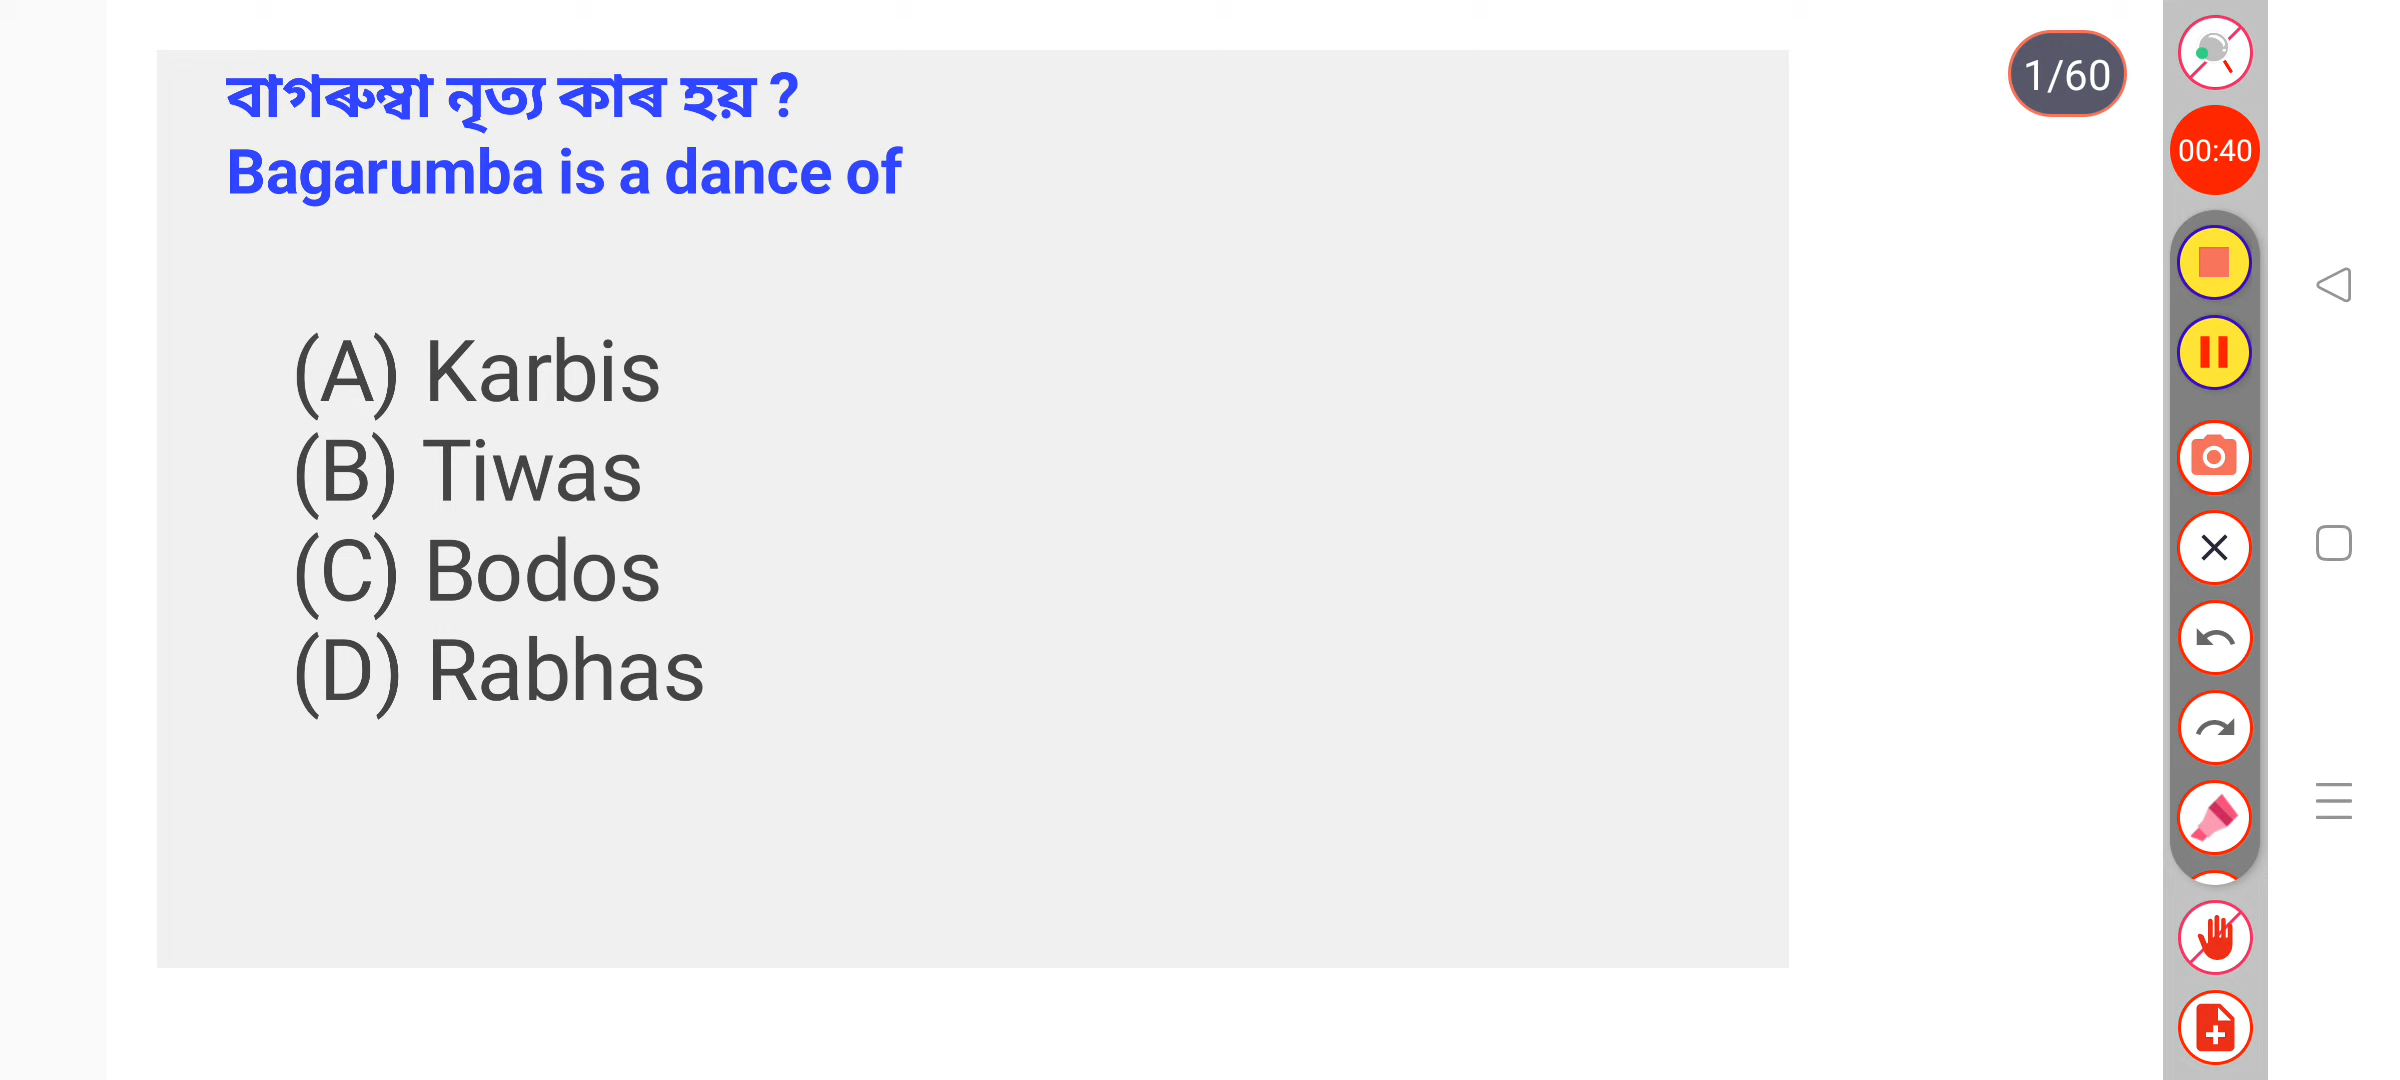 বাগৰুম্বা নৃত্য কাৰ হয় ?
Bagarumba is a dance of
(A) Karbis
(B) Tiwas
(C) Bodos
(D) Rabhas
1/60
00:40